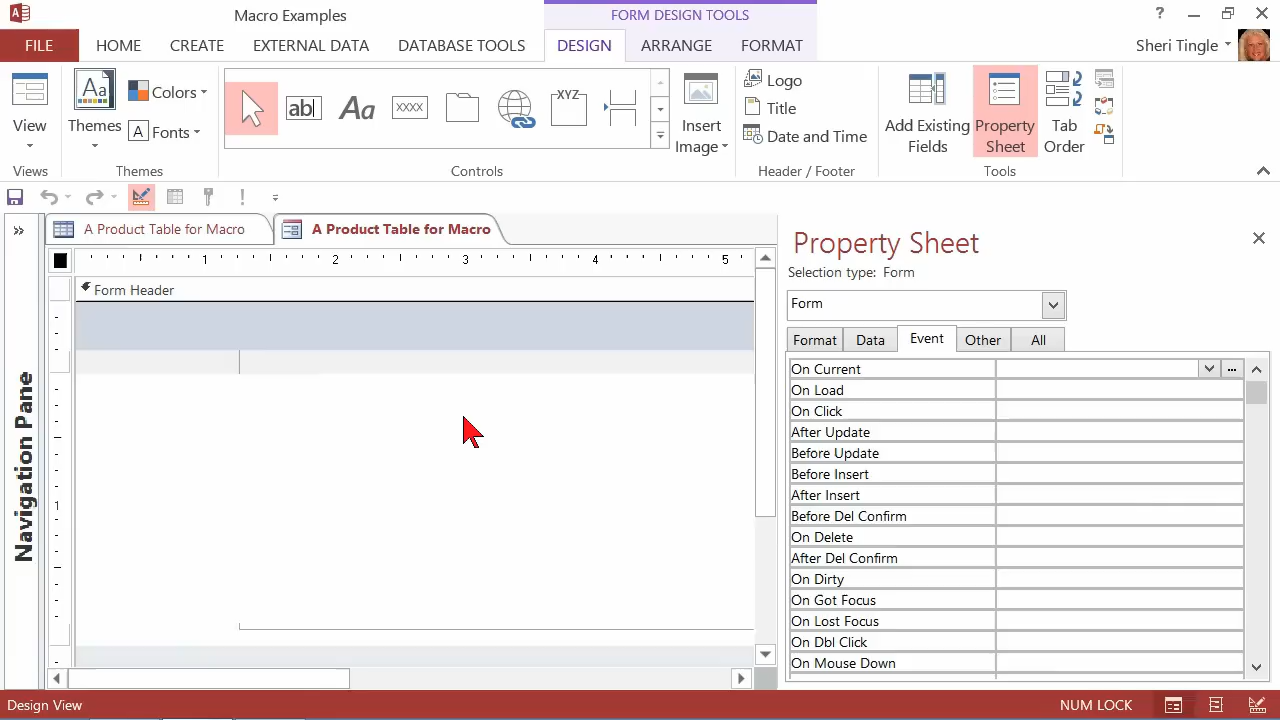 Macro Examples
FORM DESIGN TOOLS
?
FILE
HOME
CREATE
EXTERNAL DATA
DATABASE TOOLS
DESIGN
ARRANGE
FORMAT
Sheri Tingle
View
Aa
Themes
Colors
A Fonts
ab
Aa
XXXX
XYZ
Insert
Image
Logo
Title
Date and Time
Add Existing
Fields
Property
Sheet
Tab
Order
Views
Themes
Controls
Header / Footer
Tools
Navigation Pane
A Product Table for Macro
A Product Table for Macro
1 2 3 4 5
Form Header
1
Property Sheet
Selection type: Form
Form
Format
Data
Event
Other
All
On Current
...
On Load
On Click
After Update
Before Update
Before Insert
After Insert
Before Del Confirm
On Delete
After Del Confirm
On Dirty
On Got Focus
On Lost Focus
On Dbl Click
On Mouse Down
Design View
NUM LOCK